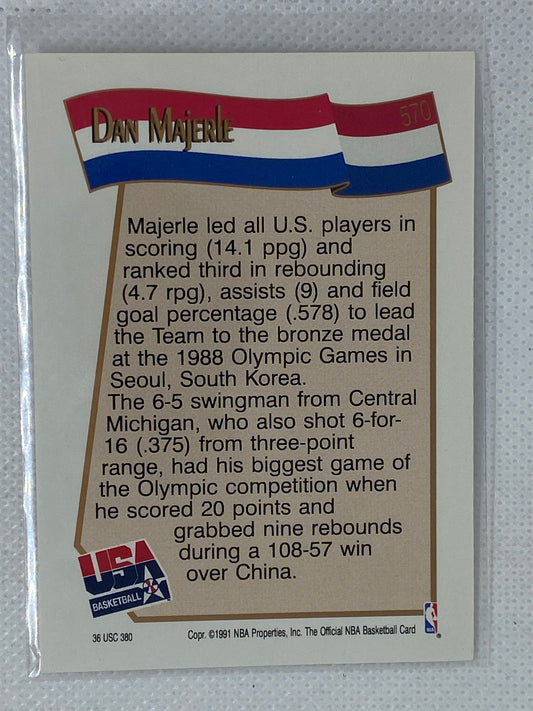 Dan Majerle
570
Majerle led all U.S. players in
scoring (14.1 ppg) and
ranked third in rebounding
(4.7 rpg), assists (9) and field
goal percentage (.578) to lead
the Team to the bronze medal
at the 1988 Olympic Games in
Seoul, South Korea.
The 6-5 swingman from Central
Michigan, who also shot 6-for-
16 (.375) from three-point
range, had his biggest game of
the Olympic competition when
he scored 20 points and
grabbed nine rebounds
during a 108-57 win
over China.
USA
BASKETBALL
36 USC 380
Copr. ©1991 NBA Properties, Inc. The Official NBA Basketball Card
®